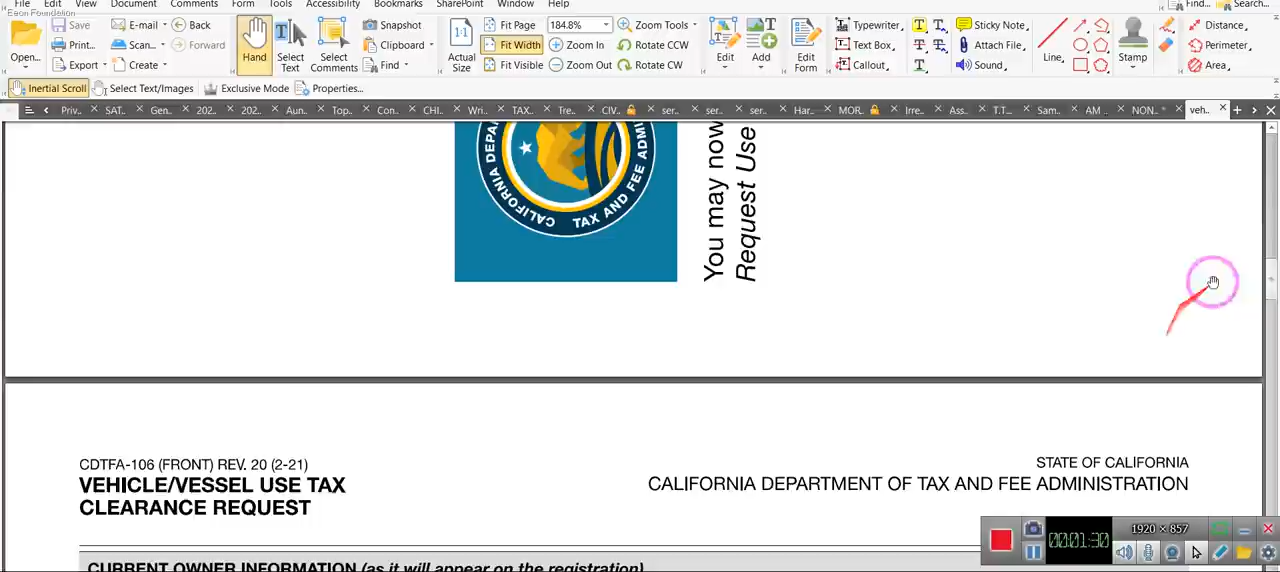 File Edit View Document Comments Form Tools Accessibility Bookmarks SharePoint Window Help
Find... Search...
Eaon Foundation
Open...
Save
Print...
Export
E-mail
Scan...
Create
Back
Forward
Hand
Select
Text
Select
Comments
Snapshot
Clipboard
Find
Actual
Size
Fit Page
Fit Width
Fit Visible
184.8%
Zoom In
Zoom Out
Zoom Tools
Rotate CCW
Rotate CW
Edit
Add
Edit
Form
Typewriter
Text Box
Callout
Sticky Note
Attach File
Sound
Line
Stamp
Distance
Perimeter
Area
Inertial Scroll Select Text/Images Exclusive Mode Properties...
Priv.. SAT.. Gen.. 202... 202... Aun.. Top.. Con.. CHI... Wri... TAX.. Tre.. CIV.. ser... ser... ser... Har... MOR.. Irre... Ass... T.T... Sam.. AM .. NON.. * veh..
CALIFORNIA DEPAR
TAX AND FEE ADMI
You may now
Request Use
CDTFA-106 (FRONT) REV. 20 (2-21)
STATE OF CALIFORNIA
VEHICLE/VESSEL USE TAX
CALIFORNIA DEPARTMENT OF TAX AND FEE ADMINISTRATION
CLEARANCE REQUEST
CURRENT OWNER INFORMATION (as it will appear on the registration)
1920 × 857
00:01:30